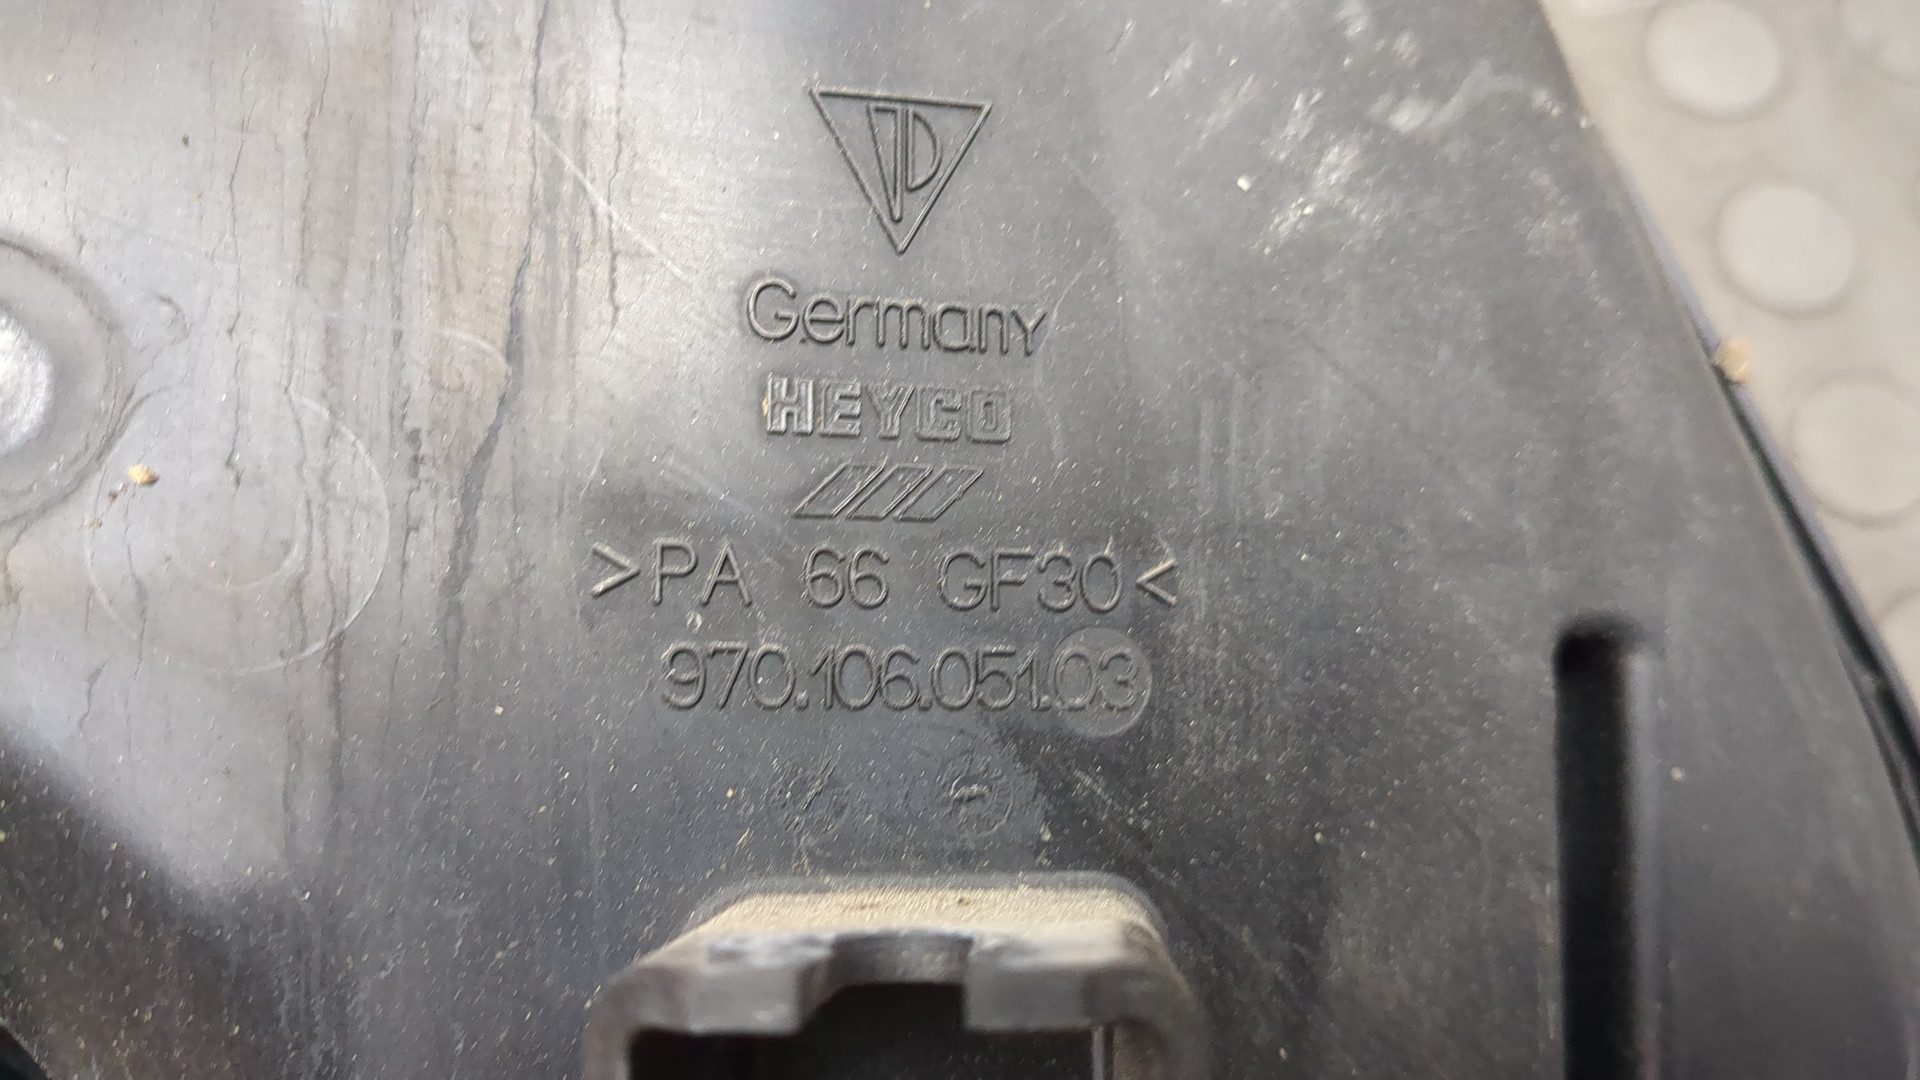 Germany
HEYCO
>PA 66 GF30<
970.106.051.03